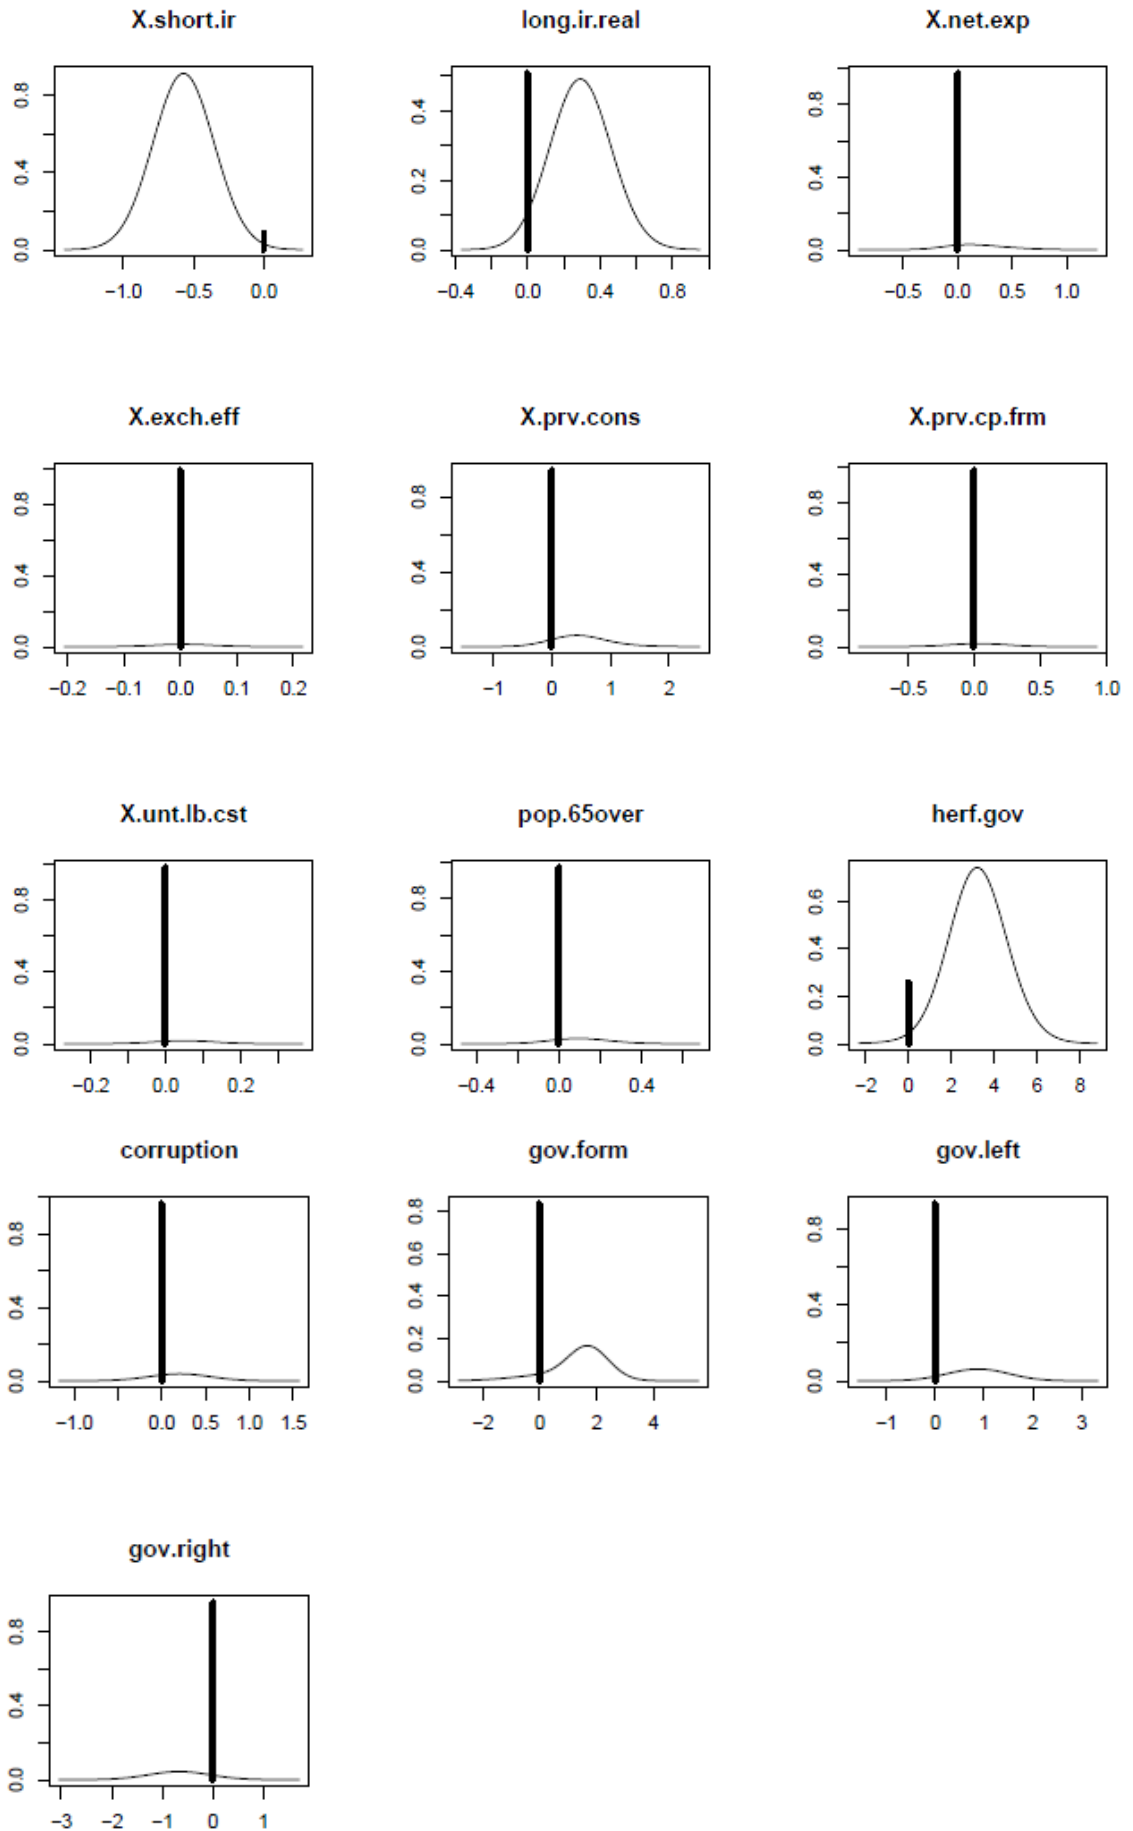 X.short.ir long.ir.real X.net.exp
0.8 0.4 0.0
−1.0 −0.5 0.0
0.4 0.2 0.0
−0.4 0.0 0.4 0.8
0.8 0.4 0.0
−0.5 0.0 0.5 1.0
X.exch.eff X.prv.cons X.prv.cp.frm
0.8 0.4 0.0
−0.2 −0.1 0.0 0.1 0.2
0.8 0.4 0.0
−1 0 1 2
0.8 0.4 0.0
−0.5 0.0 0.5 1.0
X.unt.lb.cst pop.65over herf.gov
0.8 0.4 0.0
−0.2 0.0 0.2
0.8 0.4 0.0
−0.4 0.0 0.4
0.6 0.4 0.2 0.0
−2 0 2 4 6 8
corruption gov.form gov.left
0.8 0.4 0.0
−1.0 0.0 0.5 1.0 1.5
0.8 0.6 0.4 0.2 0.0
−2 0 2 4
0.8 0.4 0.0
−1 0 1 2 3
gov.right
0.8 0.4 0.0
−3 −2 −1 0 1